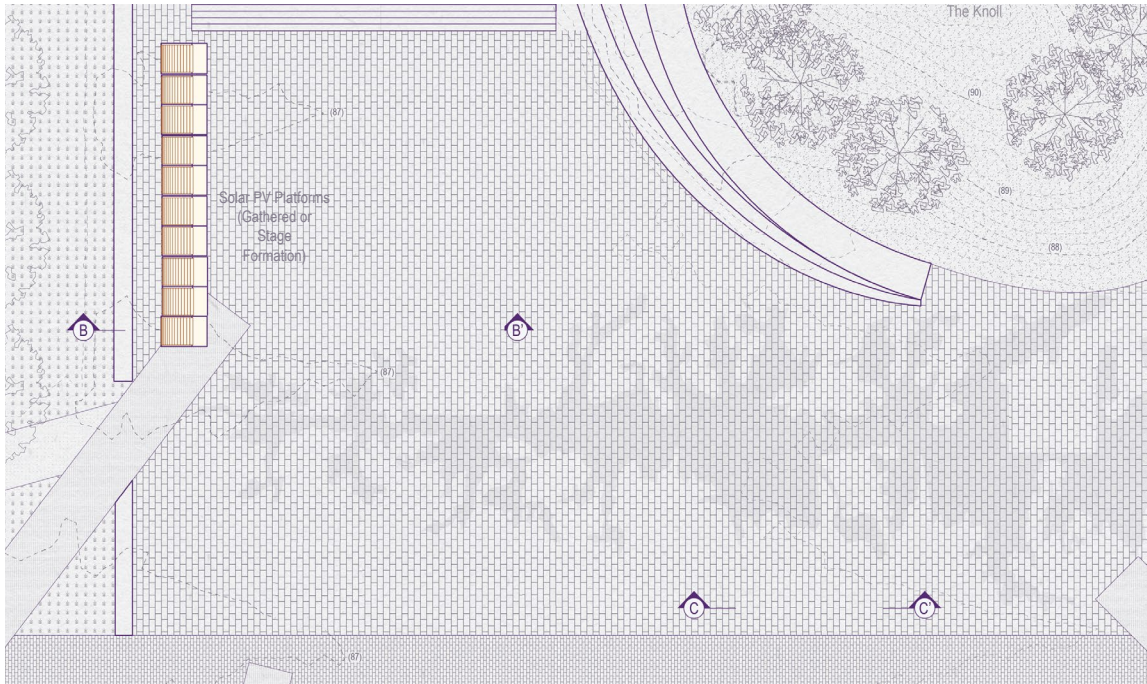 The Knoll
(90)
(87)
(89)
Solar PV Platforms
(Gathered or
Stage
Formation)
(88)
B
B'
(87)
C
C'
(87)